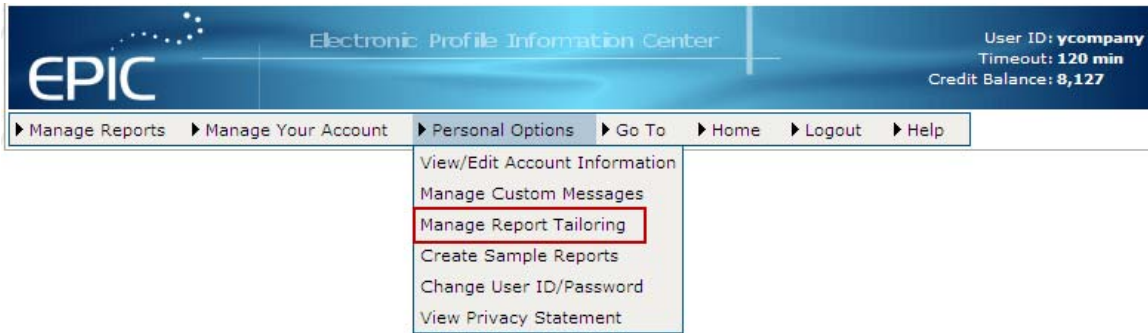 Electronic Profile Information Center
EPIC
User ID: ycompany
Timeout: 120 min
Credit Balance: 8,127
Manage Reports Manage Your Account Personal Options Go To Home Logout Help
View/Edit Account Information
Manage Custom Messages
Manage Report Tailoring
Create Sample Reports
Change User ID/Password
View Privacy Statement